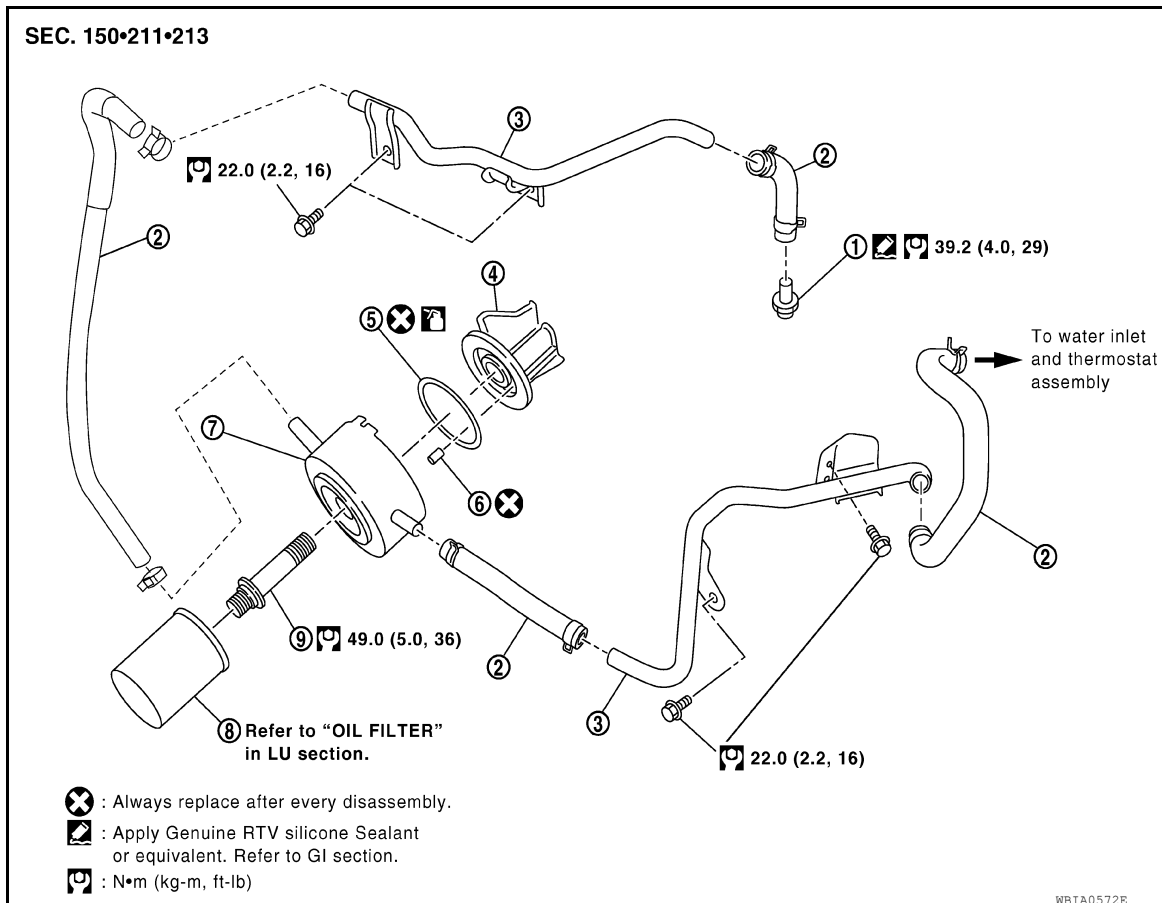 SEC. 150•211•213
3
2
22.0 (2.2, 16)
2
1 39.2 (4.0, 29)
4
5
To water inlet
and thermostat
assembly
7
6
2
9 49.0 (5.0, 36)
2
3
8 Refer to “OIL FILTER”
in LU section.
22.0 (2.2, 16)
: Always replace after every disassembly.
: Apply Genuine RTV silicone Sealant
or equivalent. Refer to GI section.
: N•m (kg-m, ft-lb)
WBIA0572E